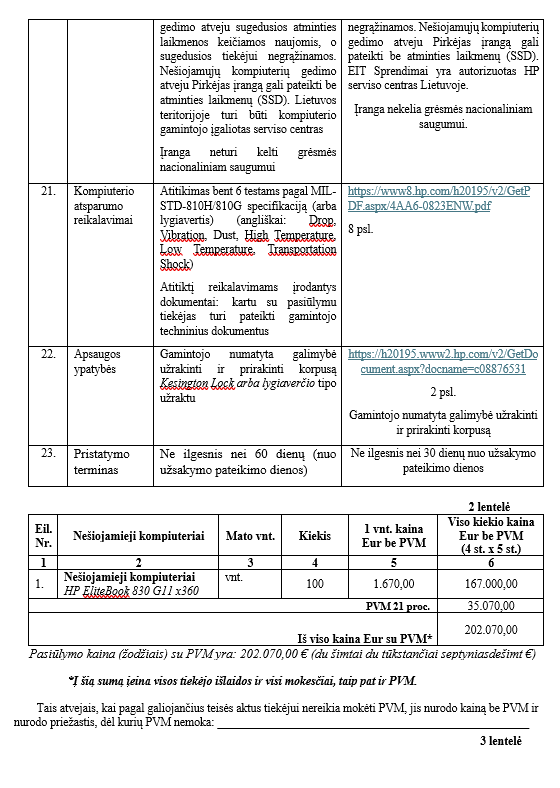 gedimo atveju sugedusios atminties
laikmenos keičiamos naujomis, o
sugedusios tiekėjui negrąžinamos.
Nešiojamųjų kompiuterių gedimo
atveju Pirkėjas įrangą gali pateikti be
atminties laikmenų (SSD). Lietuvos
teritorijoje turi būti kompiuterio
gamintojo įgaliotas serviso centras
Įranga neturi kelti grėsmės
nacionaliniam saugumui
negrąžinamos. Nešiojamųjų kompiuterių
gedimo atveju Pirkėjas įrangą gali
pateikti be atminties laikmenų (SSD).
EIT Sprendimai yra autorizuotas HP
serviso centras Lietuvoje.
Įranga nekelia grėsmės nacionaliniam
saugumui.
21.
Kompiuterio
atsparumo
reikalavimai
Atitikimas bent 6 testams pagal MIL-
STD-810H/810G specifikaciją (arba
lygiavertis) (angliškai: Drop,
Vibration, Dust, High Temperature,
Low Temperature, Transportation
Shock)
Atitiktį reikalavimams įrodantys
dokumentai: kartu su pasiūlymu
tiekėjas turi pateikti gamintojo
techninius dokumentus
https://www8.hp.com/h20195/v2/GetP
DF.aspx/4AA6-0823ENW.pdf
8 psl.
22.
Apsaugos
ypatybės
Gamintojo numatyta galimybė
užrakinti ir prirakinti korpusą
Kesington Lock arba lygiaverčio tipo
užraktu
https://h20195.www2.hp.com/v2/GetDo
cument.aspx?docname=c08876531
2 psl.
Gamintojo numatyta galimybė užrakinti
ir prirakinti korpusą
23.
Pristatymo
terminas
Ne ilgesnis nei 60 dienų (nuo
užsakymo pateikimo dienos)
Ne ilgesnis nei 30 dienų nuo užsakymo
pateikimo dienos
2 lentelė
Eil.
Nr.
Nešiojamieji kompiuteriai
Mato vnt.
Kiekis
1 vnt. kaina
Eur be PVM
Viso kiekio kaina
Eur be PVM
(4 st. x 5 st.)
1 2 3 4 5 6
1.
Nešiojamieji kompiuteriai
HP EliteBook 830 G11 x360
vnt.
100
1.670,00
167.000,00
PVM 21 proc. 35.070,00
Iš viso kaina Eur su PVM* 202.070,00
Pasiūlymo kaina (žodžiais) su PVM yra: 202.070,00 € (du šimtai du tūkstančiai septyniasdešimt €)
*Į šią sumą įeina visos tiekėjo išlaidos ir visi mokesčiai, taip pat ir PVM.
Tais atvejais, kai pagal galiojančius teisės aktus tiekėjui nereikia mokėti PVM, jis nurodo kainą be PVM ir
nurodo priežastis, dėl kurių PVM nemoka:
3 lentelė